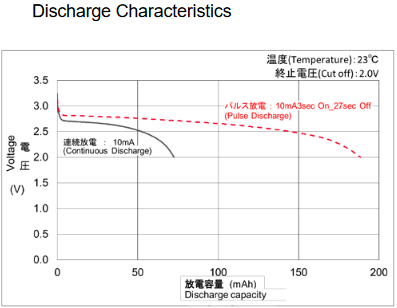 Discharge Characteristics
温度(Temperature) : 23℃
終止電圧(Cut off) : 2.0V
パルス放電 : 10mA3sec On_27sec Off
(Pulse Discharge)
連続放電 : 10mA
(Continuous Discharge)
Voltage
電圧
(V)
3.5
3.0
2.5
2.0
1.5
1.0
0.5
0.0
0
50
100
150
200
放電容量 (mAh)
Discharge capacity